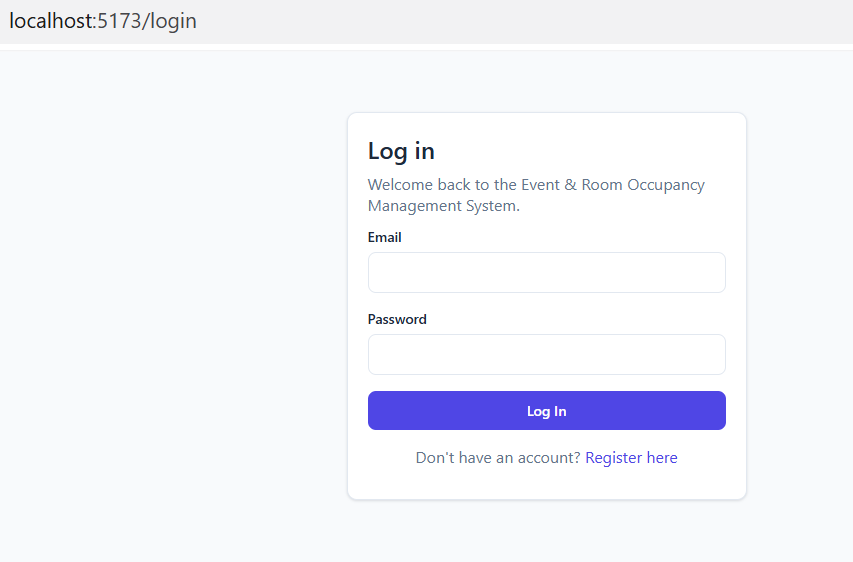 localhost:5173/login
Log in
Welcome back to the Event & Room Occupancy
Management System.
Email
Password
Log In
Don't have an account? Register here